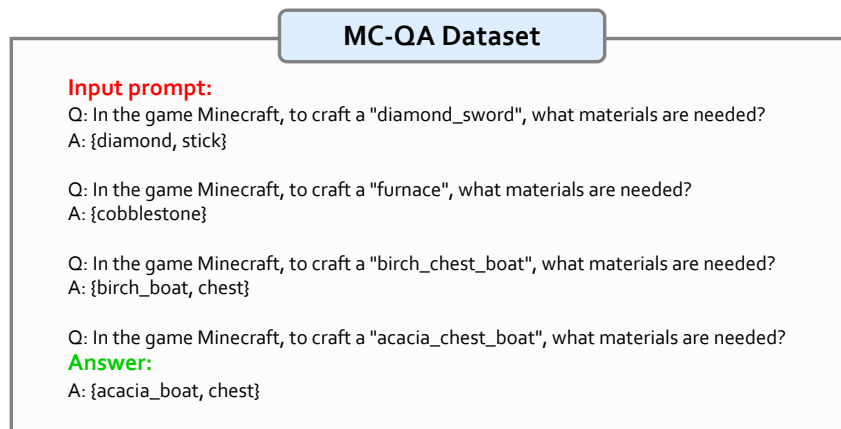 MC-QA Dataset
Input prompt:
Q: In the game Minecraft, to craft a "diamond_sword", what materials are needed?
A: {diamond, stick}
Q: In the game Minecraft, to craft a "furnace", what materials are needed?
A: {cobblestone}
Q: In the game Minecraft, to craft a "birch_chest_boat", what materials are needed?
A: {birch_boat, chest}
Q: In the game Minecraft, to craft a "acacia_chest_boat", what materials are needed?
Answer:
A: {acacia_boat, chest}